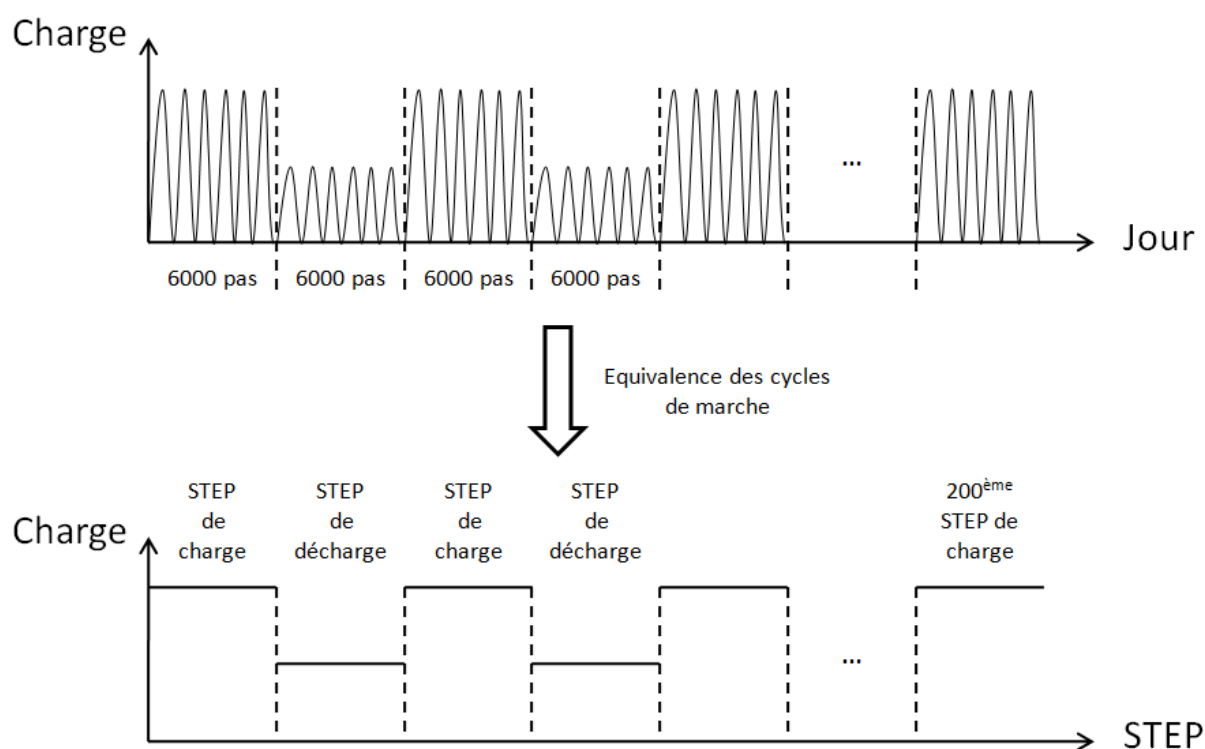 Charge
Jour
6000 pas
6000 pas
6000 pas
6000 pas
...
Equivalence des cycles
de marche
STEP
de
charge
STEP
de
décharge
STEP
de
charge
STEP
de
décharge
200ème
STEP de
charge
Charge
...
STEP